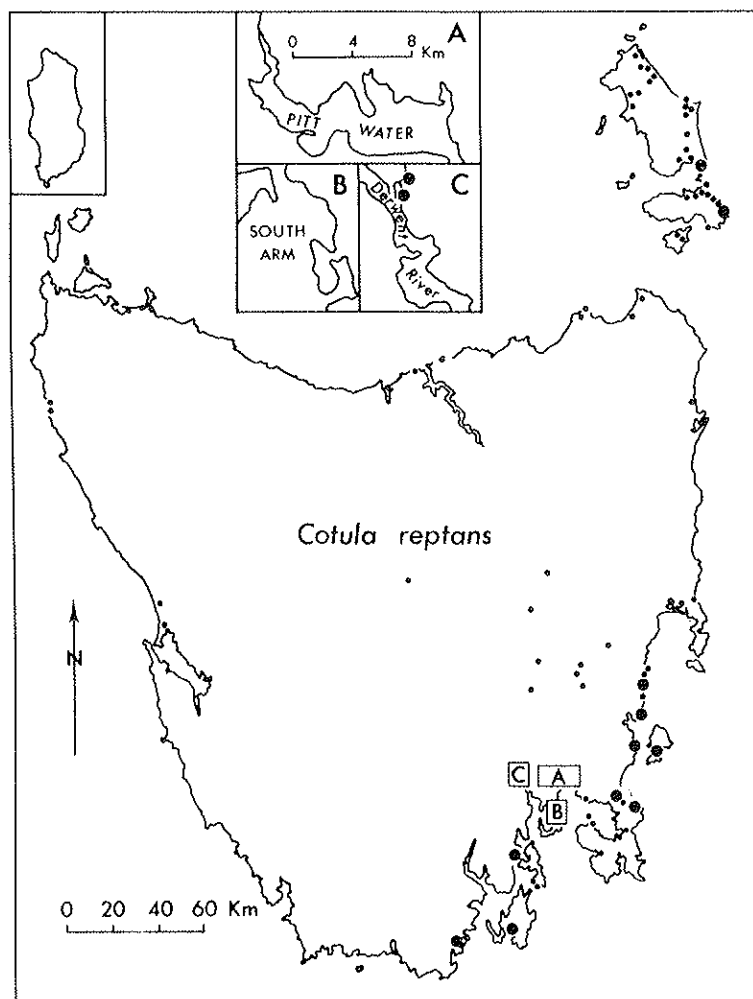 0 4 8
Km
A
PITT WATER
B
SOUTH
ARM
C
Derwent
River
Cotula reptans
N
C
A
B
0 20 40 60 Km